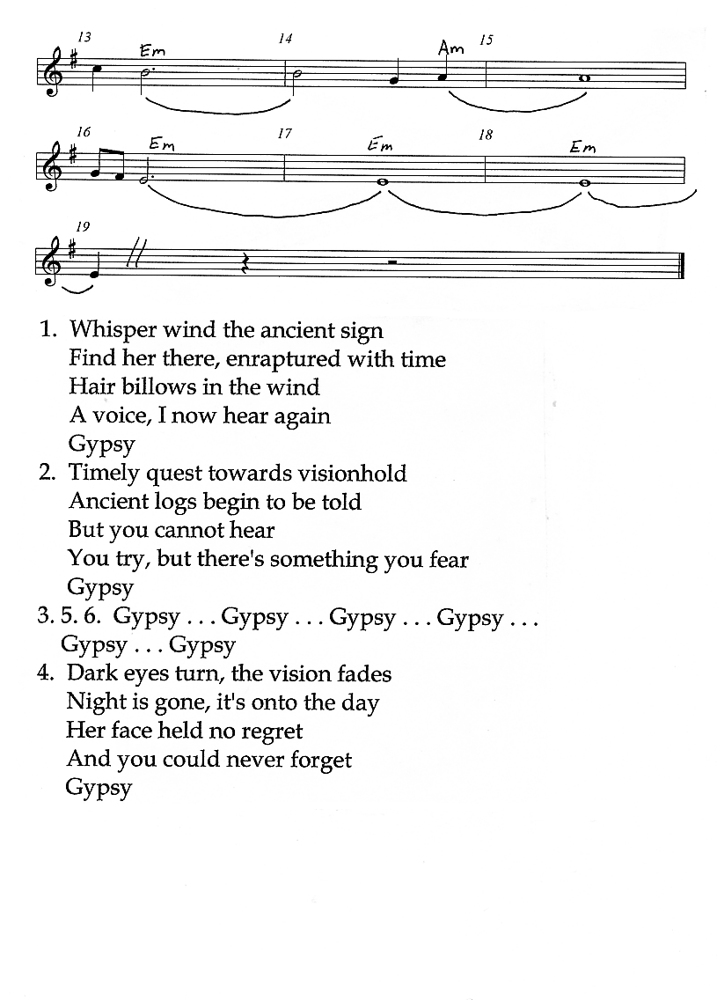 13 Em 14 Am 15
16 Em 17 Em 18 Em
19
1. Whisper wind the ancient sign
Find her there, enraptured with time
Hair billows in the wind
A voice, I now hear again
Gypsy
2. Timely quest towards visionhold
Ancient logs begin to be told
But you cannot hear
You try, but there's something you fear
Gypsy
3. 5. 6. Gypsy . . . Gypsy . . . Gypsy . . . Gypsy . . .
Gypsy . . . Gypsy
4. Dark eyes turn, the vision fades
Night is gone, it's onto the day
Her face held no regret
And you could never forget
Gypsy